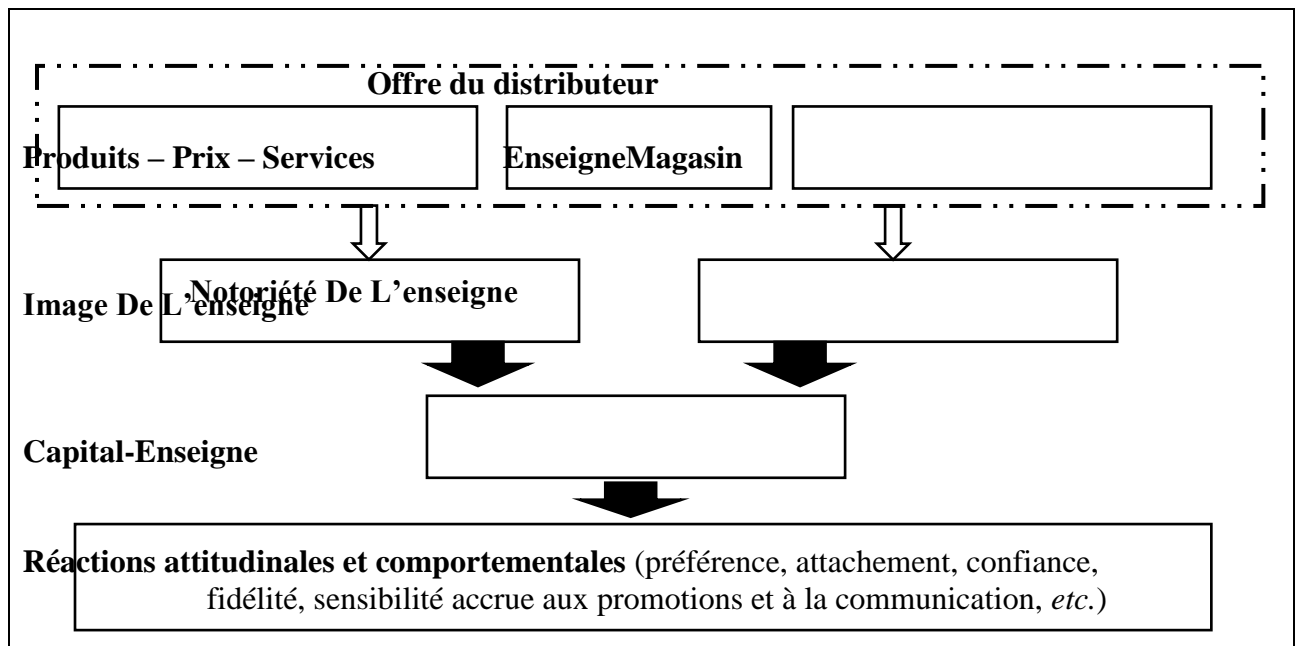 Offre du distributeur
Produits – Prix – Services EnseigneMagasin
Notoriété De L’enseigne
Image De L’enseigne
Capital-Enseigne
Réactions attitudinales et comportementales (préférence, attachement, confiance,
fidélité, sensibilité accrue aux promotions et à la communication, etc.)